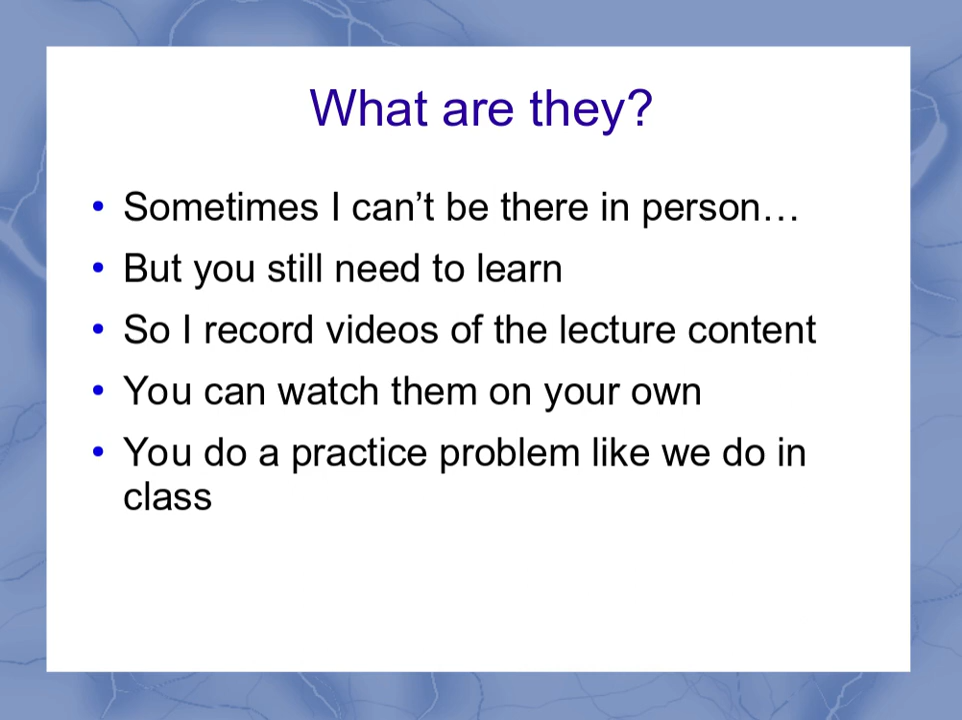 What are they?
• Sometimes I can’t be there in person…
• But you still need to learn
• So I record videos of the lecture content
• You can watch them on your own
• You do a practice problem like we do in
class